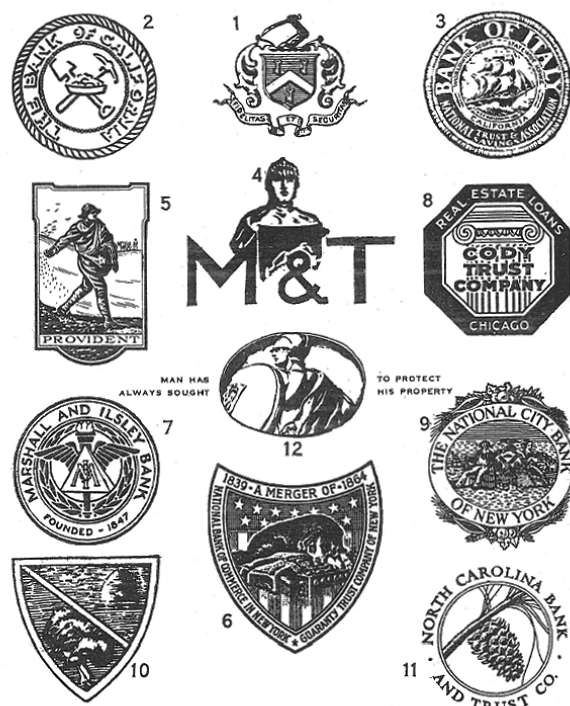 2
THE BANK OF CALIFORNIA
1
FIDELITAS ET SECURITAS
3
BANK OF ITALY
NATIONAL TRUST & SAVINGS ASSOCIATION
CALIFORNIA
5
PROVIDENT
4
M&T
8
REAL ESTATE LOANS
CODY
TRUST
COMPANY
CHICAGO
MAN HAS
ALWAYS SOUGHT
TO PROTECT
HIS PROPERTY
12
7
MARSHALL AND ILSLEY BANK
FOUNDED - 1847
9
THE NATIONAL CITY BANK
OF NEW YORK
6
1839 · A MERGER OF · 1864
NATIONAL BANK OF COMMERCE IN NEW YORK ★ GUARANTY TRUST COMPANY OF NEW YORK
10
11
· NORTH CAROLINA BANK ·
AND TRUST CO.